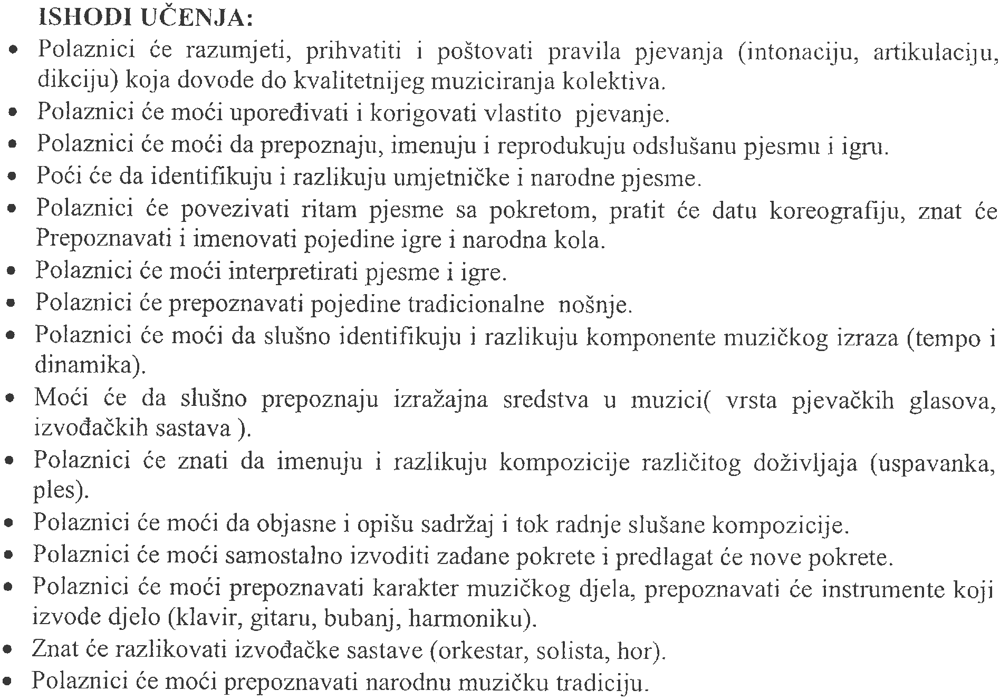 ISHODI UČENJA:
• Polaznici će razumjeti, prihvatiti i poštovati pravila pjevanja (intonaciju, artikulaciju,
dikciju) koja dovode do kvalitetnijeg muziciranja kolektiva.
• Polaznici će moći upoređivati i korigovati vlastito pjevanje.
• Polaznici će moći da prepoznaju, imenuju i reprodukuju odslušanu pjesmu i igru.
• Poći će da identifikuju i razlikuju umjetničke i narodne pjesme.
• Polaznici će povezivati ritam pjesme sa pokretom, pratit će datu koreografiju, znat će
Prepoznavati i imenovati pojedine igre i narodna kola.
• Polaznici će moći interpretirati pjesme i igre.
• Polaznici će prepoznavati pojedine tradicionalne nošnje.
• Polaznici će moći da slušno identifikuju i razlikuju komponente muzičkog izraza (tempo i
dinamika).
• Moći će da slušno prepoznaju izražajna sredstva u muzici( vrsta pjevačkih glasova,
izvođačkih sastava ).
• Polaznici će znati da imenuju i razlikuju kompozicije različitog doživljaja (uspavanka,
ples).
• Polaznici će moći da objasne i opišu sadržaj i tok radnje slušane kompozicije.
• Polaznici će moći samostalno izvoditi zadane pokrete i predlagat će nove pokrete.
• Polaznici će moći prepoznavati karakter muzičkog djela, prepoznavati će instrumente koji
izvode djelo (klavir, gitaru, bubanj, harmoniku).
• Znat će razlikovati izvođačke sastave (orkestar, solista, hor).
• Polaznici će moći prepoznavati narodnu muzičku tradiciju.